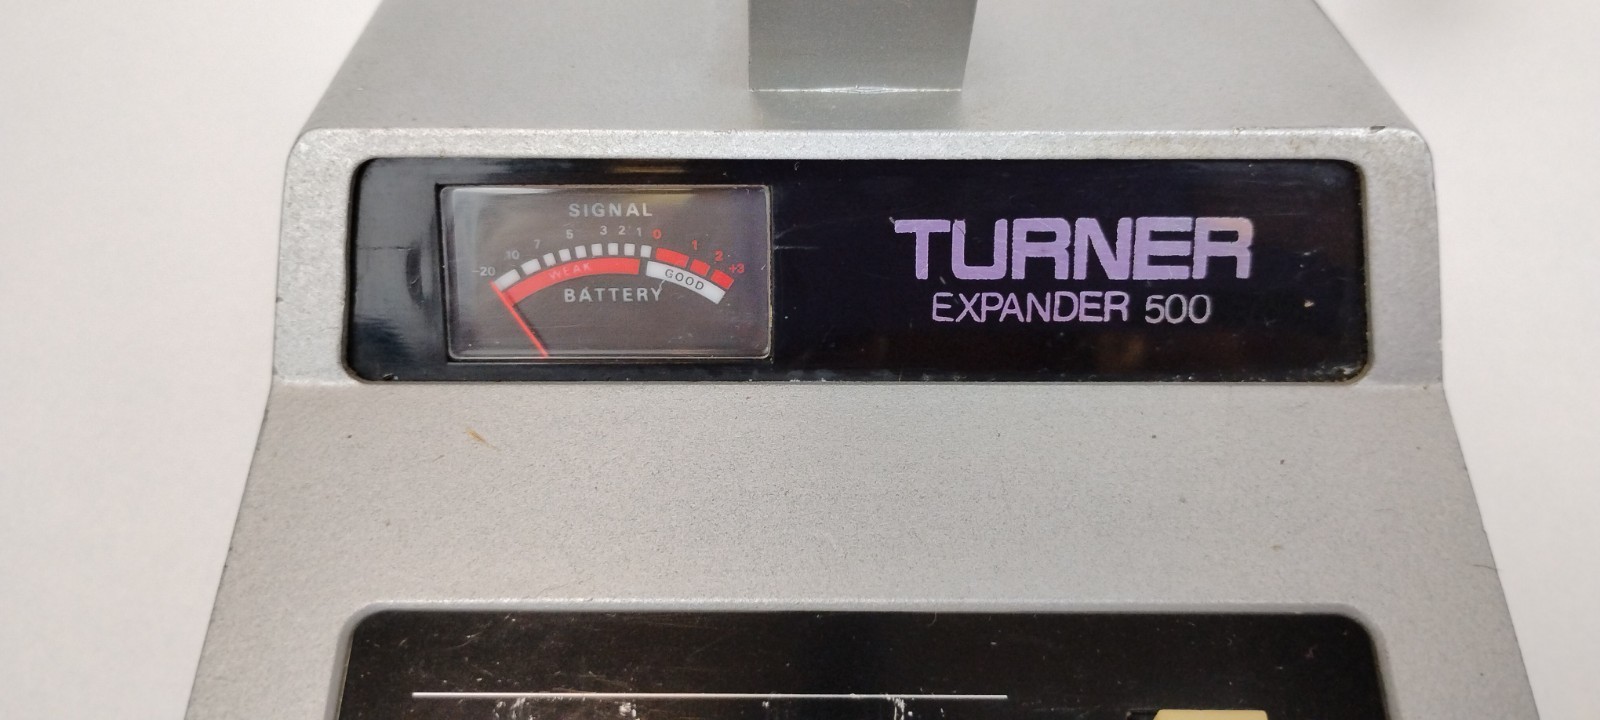 SIGNAL
-20 10 7 5 3 2 1 0 1 2 +3
WEAK GOOD
BATTERY
TURNER
EXPANDER 500